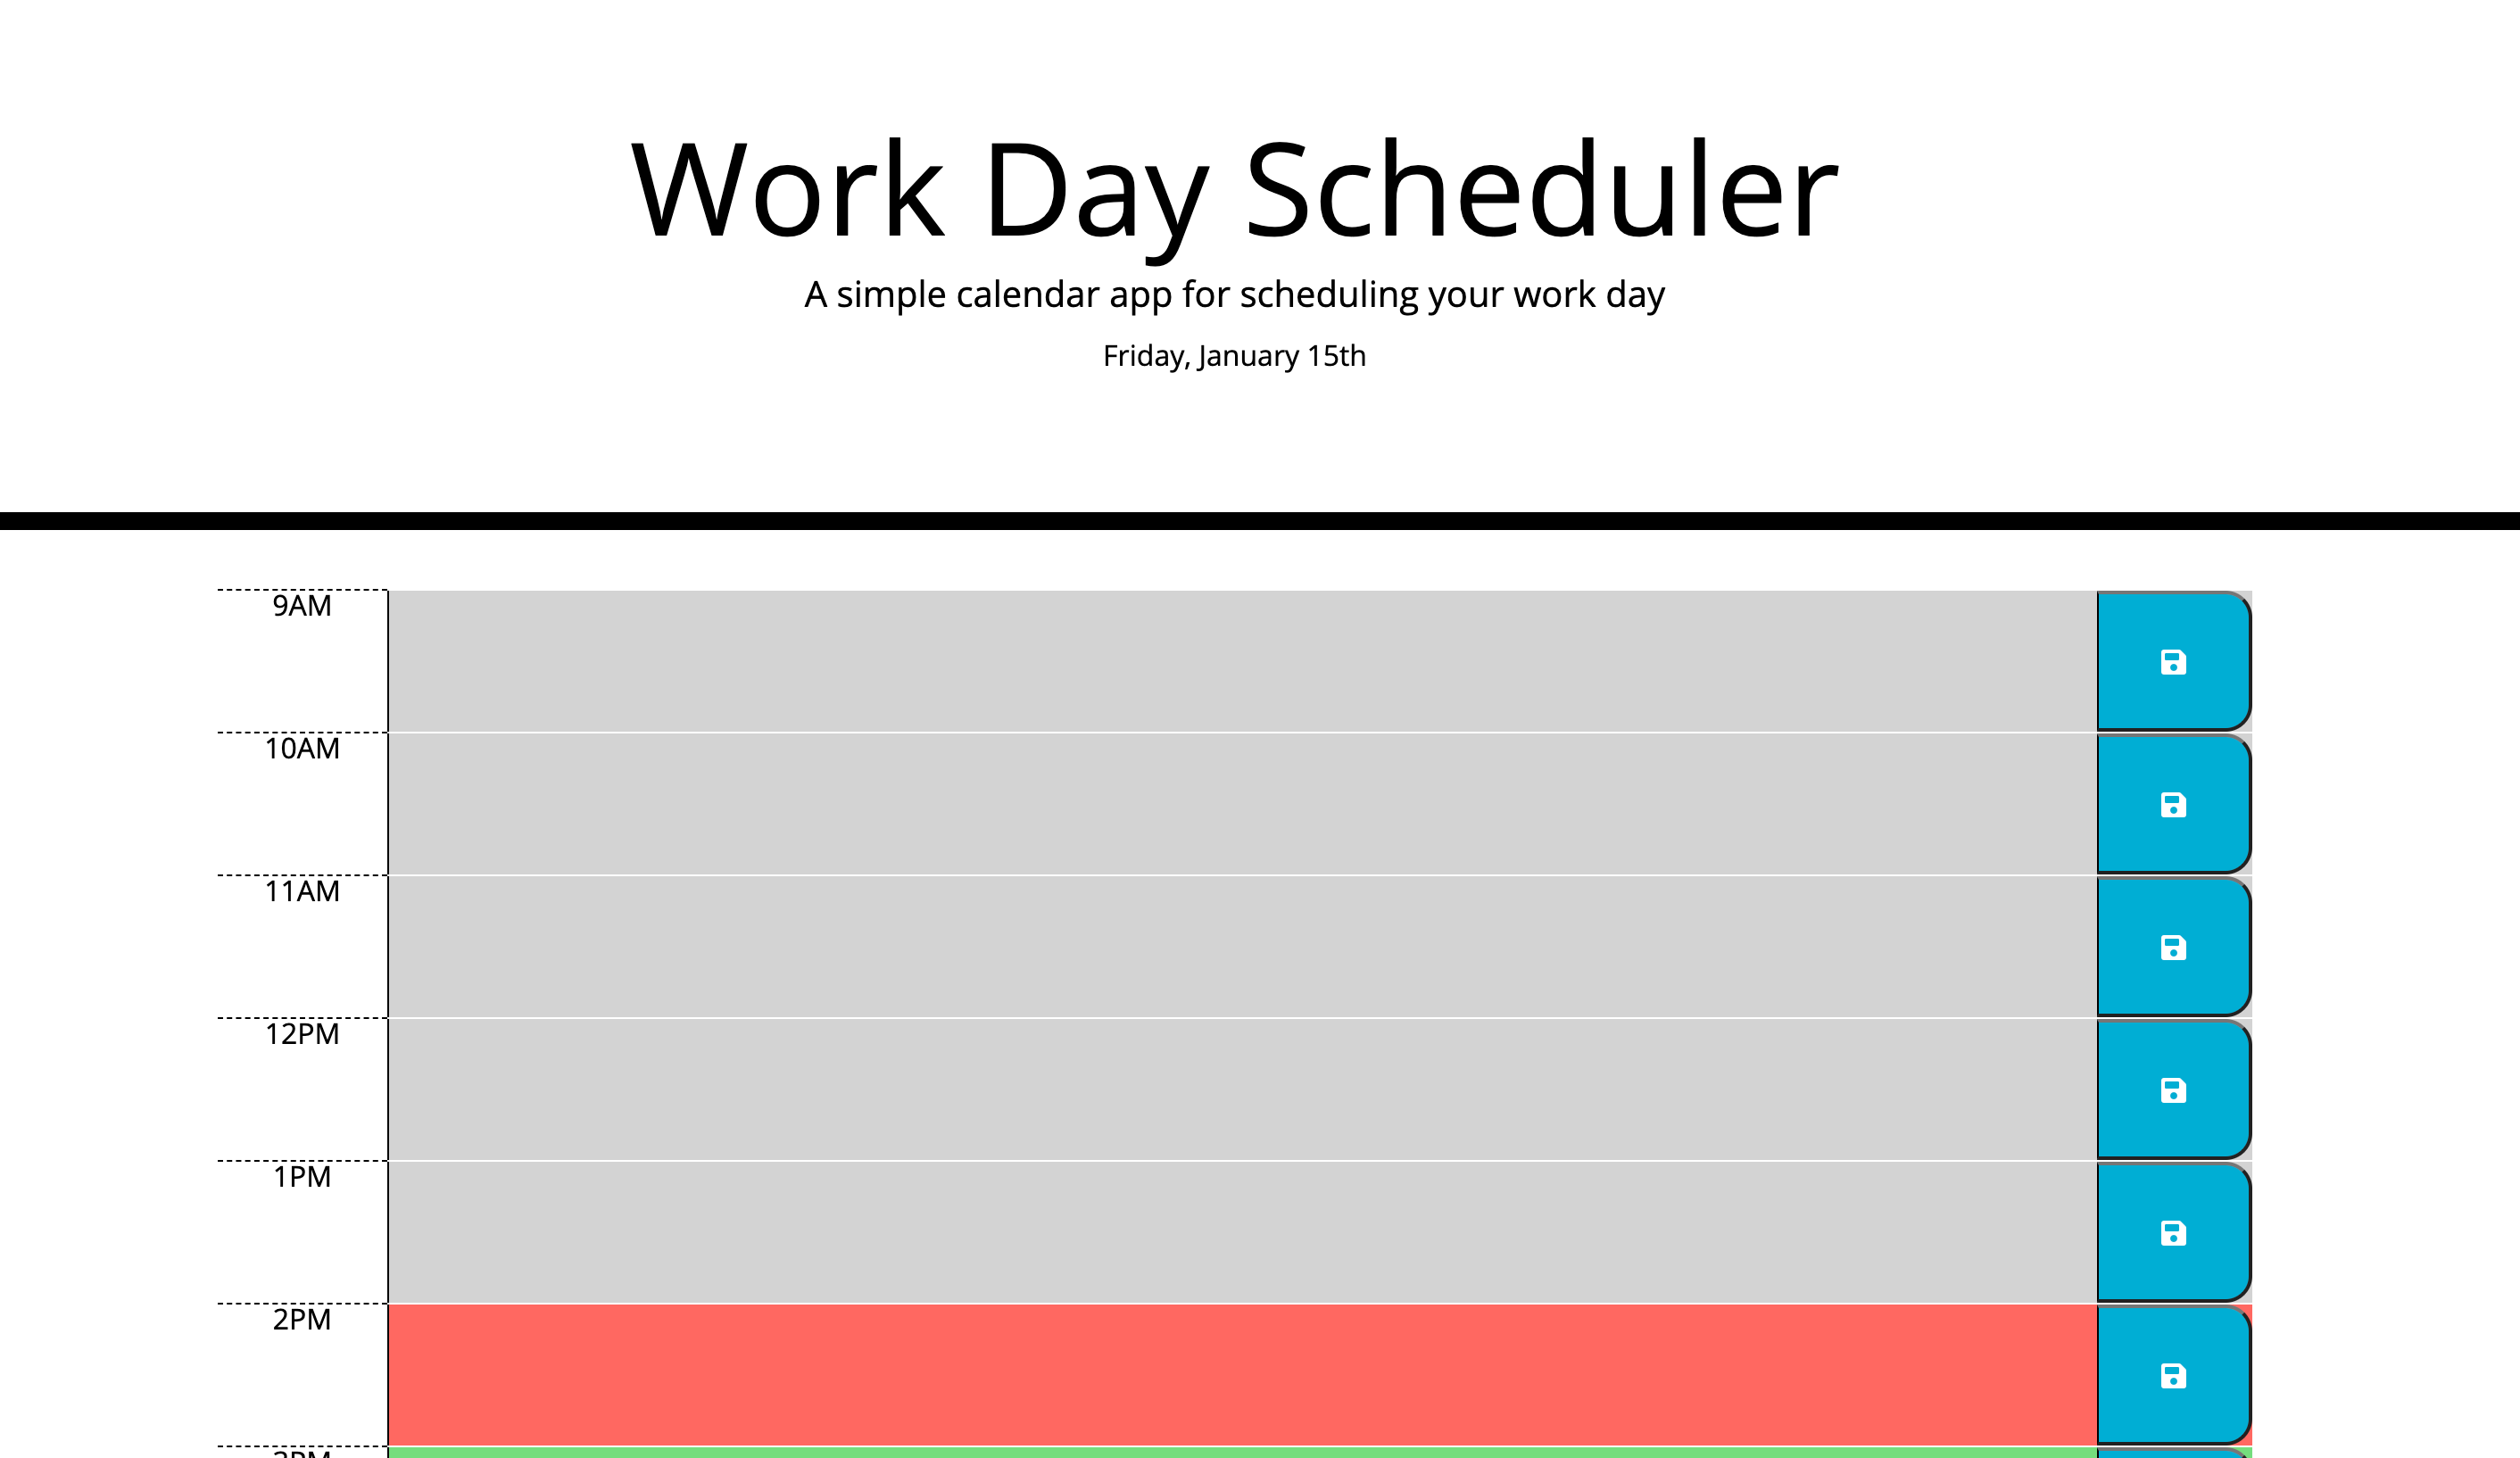 Work Day Scheduler
A simple calendar app for scheduling your work day
Friday, January 15th
9AM
10AM
11AM
12PM
1PM
2PM